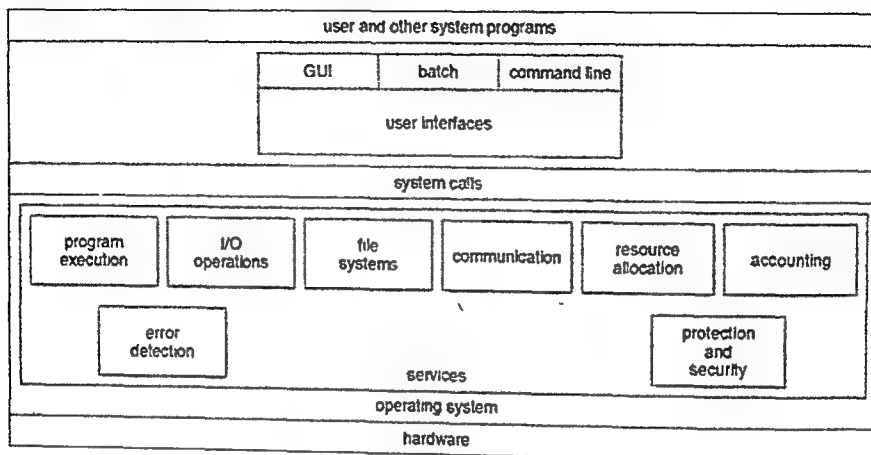 user and other system programs
GUI
batch
command line
user interfaces
system calls
program
execution
I/O
operations
file
systems
communication
resource
allocation
accounting
error
detection
protection
and
security
services
operating system
hardware